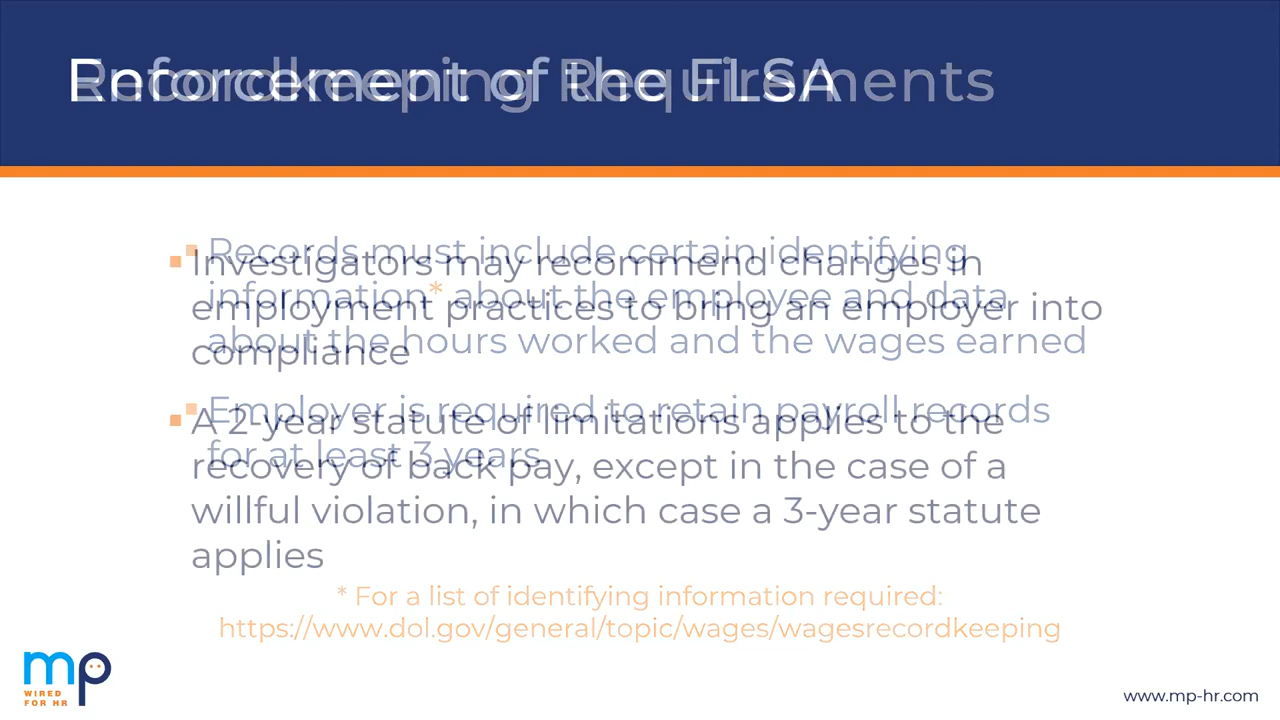 Recordkeeping Requirements
Enforcement of the FLSA
Records must include certain identifying
information* about the employee and data
about the hours worked and the wages earned
Employer is required to retain payroll records
for at least 3 years
Investigators may recommend changes in
employment practices to bring an employer into
compliance
A 2-year statute of limitations applies to the
recovery of back pay, except in the case of a
willful violation, in which case a 3-year statute
applies
* For a list of identifying information required:
https://www.dol.gov/general/topic/wages/wagesrecordkeeping
mp
WIRED
FOR HR
www.mp-hr.com